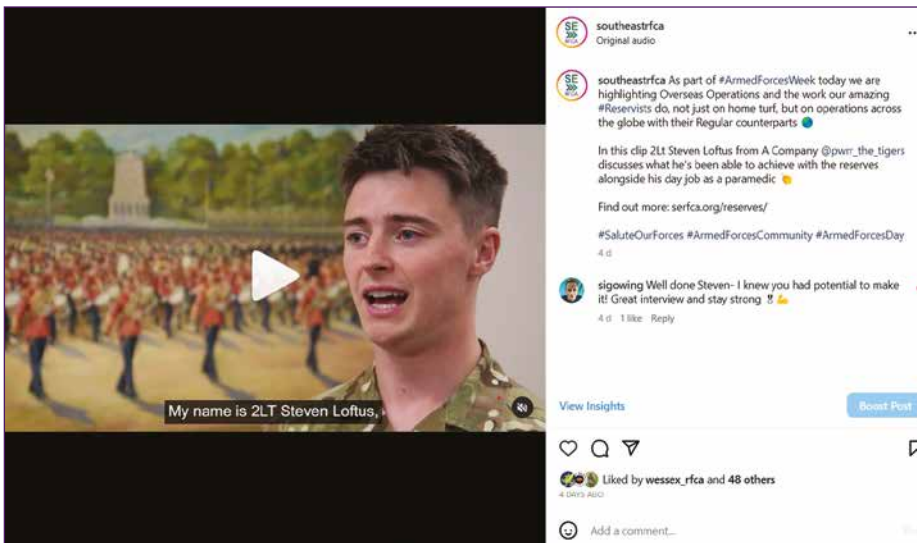 SE
RFCA
southeastrfca
Original audio
SE
RFCA
southeastrfca As part of #ArmedForcesWeek today we are
highlighting Overseas Operations and the work our amazing
#Reservists do, not just on home turf, but on operations across
the globe with their Regular counterparts 🌏
In this clip 2Lt Steven Loftus from A Company @pwrr_the_tigers
discusses what he's been able to achieve with the reserves
alongside his day job as a paramedic 👏
Find out more: serfca.org/reserves/
#SaluteOurForces #ArmedForcesCommunity #ArmedForcesDay
4 d
sigowing Well done Steven- I knew you had potential to make
it! Great interview and stay strong 🎖💪
4 d 1 like Reply
My name is 2LT Steven Loftus,
View Insights
Boost Post
Liked by wessex_rfca and 48 others
4 DAYS AGO
Add a comment...